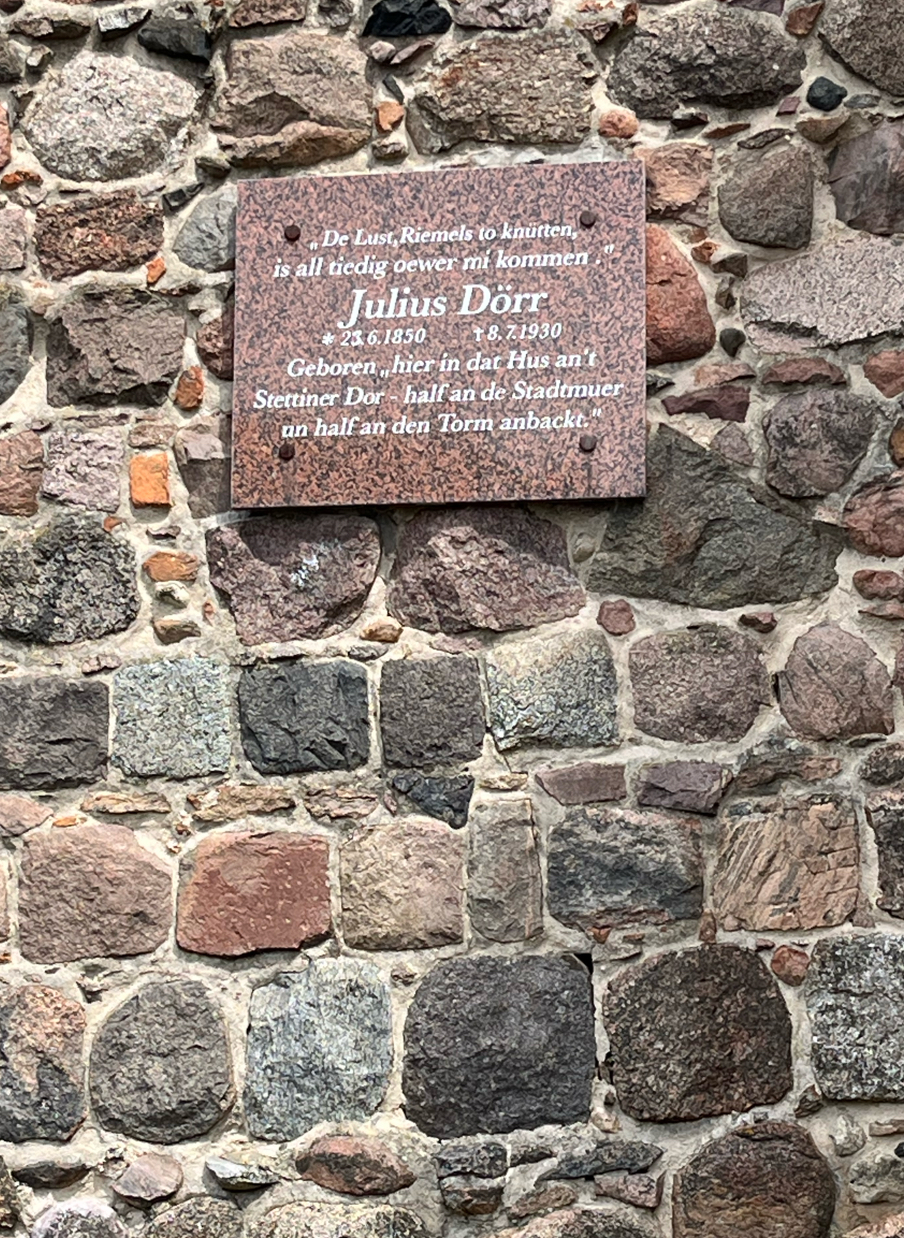 „De Lust, Riemels to knütten,
is all tiedig oewer mi kommen ."
Julius Dörr
* 23.6.1850 † 8.7.1930
Geboren „hier in dat Hus an't
Stettiner Dor - half an de Stadtmuer
un half an den Torm anbackt."